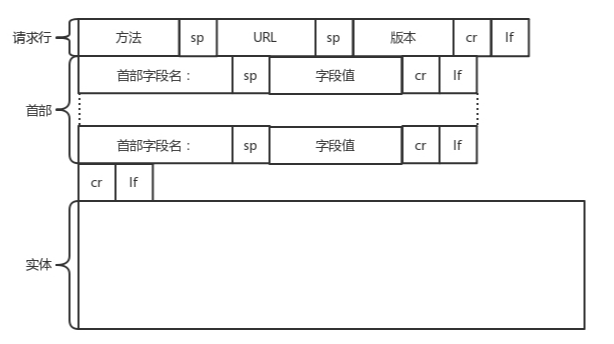 请求行 方法 sp URL sp 版本 cr lf
首部字段名： sp 字段值 cr lf
首部
首部字段名： sp 字段值 cr lf
cr lf
实体